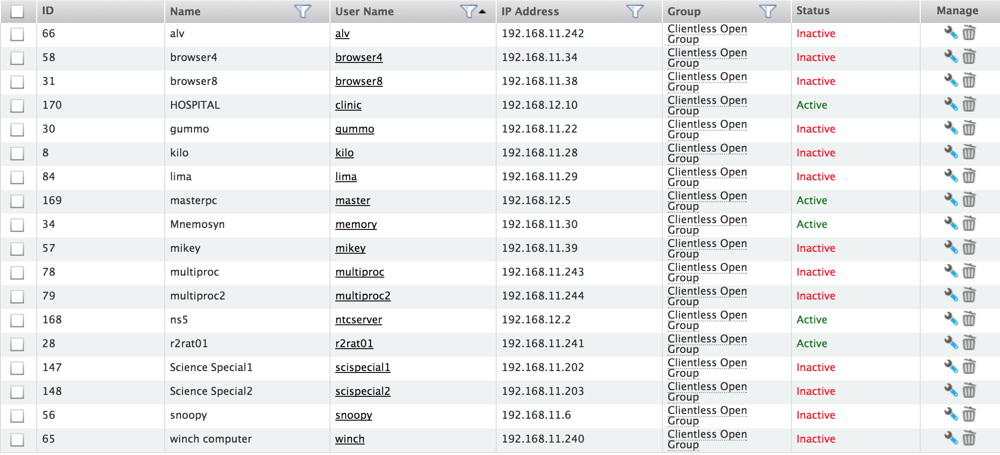 ID Name User Name IP Address Group Status Manage
66 alv alv 192.168.11.242 Clientless Open Group Inactive
58 browser4 browser4 192.168.11.34 Clientless Open Group Inactive
31 browser8 browser8 192.168.11.38 Clientless Open Group Inactive
170 HOSPITAL clinic 192.168.12.10 Clientless Open Group Active
30 gummo gummo 192.168.11.22 Clientless Open Group Inactive
8 kilo kilo 192.168.11.28 Clientless Open Group Inactive
84 lima lima 192.168.11.29 Clientless Open Group Inactive
169 masterpc master 192.168.12.5 Clientless Open Group Active
34 Mnemosyn memory 192.168.11.30 Clientless Open Group Active
57 mikey mikey 192.168.11.39 Clientless Open Group Inactive
78 multiproc multiproc 192.168.11.243 Clientless Open Group Inactive
79 multiproc2 multiproc2 192.168.11.244 Clientless Open Group Inactive
168 ns5 ntcserver 192.168.12.2 Clientless Open Group Active
28 r2rat01 r2rat01 192.168.11.241 Clientless Open Group Active
147 Science Special1 scispecial1 192.168.11.202 Clientless Open Group Inactive
148 Science Special2 scispecial2 192.168.11.203 Clientless Open Group Inactive
56 snoopy snoopy 192.168.11.6 Clientless Open Group Inactive
65 winch computer winch 192.168.11.240 Clientless Open Group Inactive